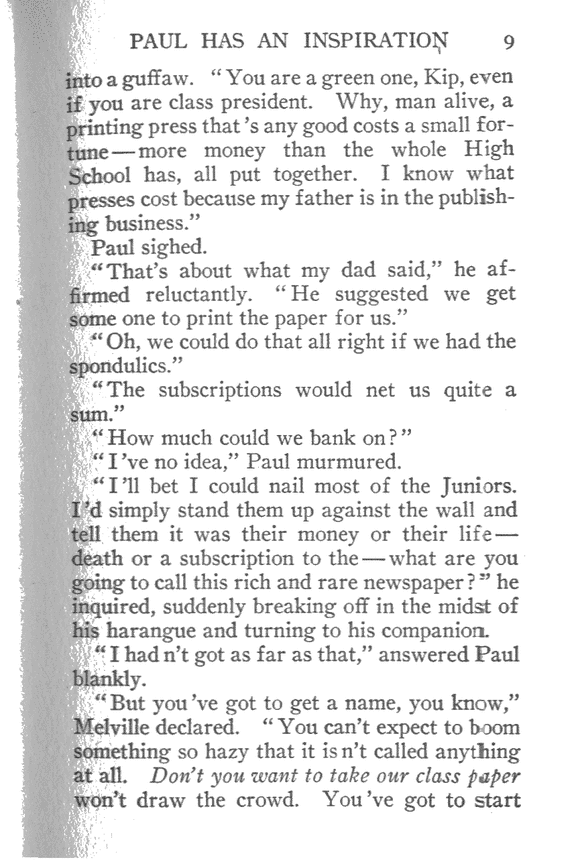 PAUL HAS AN INSPIRATION 9
into a guffaw. “You are a green one, Kip, even
if you are class president. Why, man alive, a
printing press that’s any good costs a small for-
tune—more money than the whole High
School has, all put together. I know what
presses cost because my father is in the publish-
ing business.”
Paul sighed.
“That’s about what my dad said,” he af-
firmed reluctantly. “He suggested we get
some one to print the paper for us.”
“Oh, we could do that all right if we had the
spondulics.”
“The subscriptions would net us quite a
sum.”
“How much could we bank on?”
“I’ve no idea,” Paul murmured.
“I’ll bet I could nail most of the Juniors.
I’d simply stand them up against the wall and
tell them it was their money or their life—
death or a subscription to the—what are you
going to call this rich and rare newspaper?” he
inquired, suddenly breaking off in the midst of
his harangue and turning to his companion.
“I hadn’t got as far as that,” answered Paul
blankly.
“But you’ve got to get a name, you know,”
Melville declared. “You can’t expect to boom
something so hazy that it isn’t called anything
at all. Don’t you want to take our class paper
won’t draw the crowd. You’ve got to start